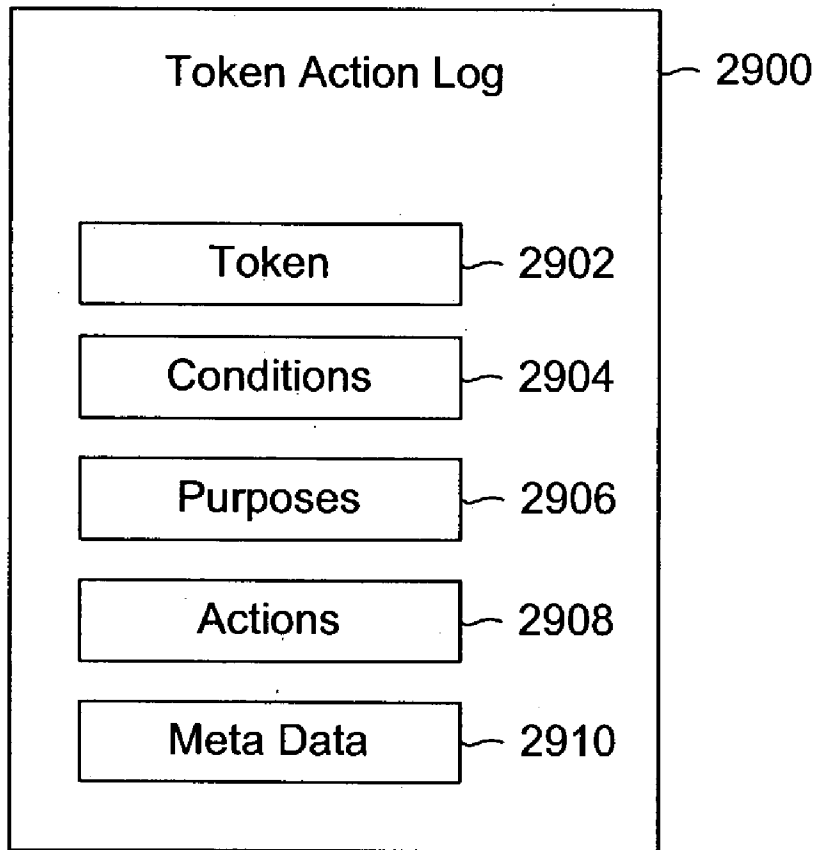 Token Action Log 2900
Token 2902
Conditions 2904
Purposes 2906
Actions 2908
Meta Data 2910